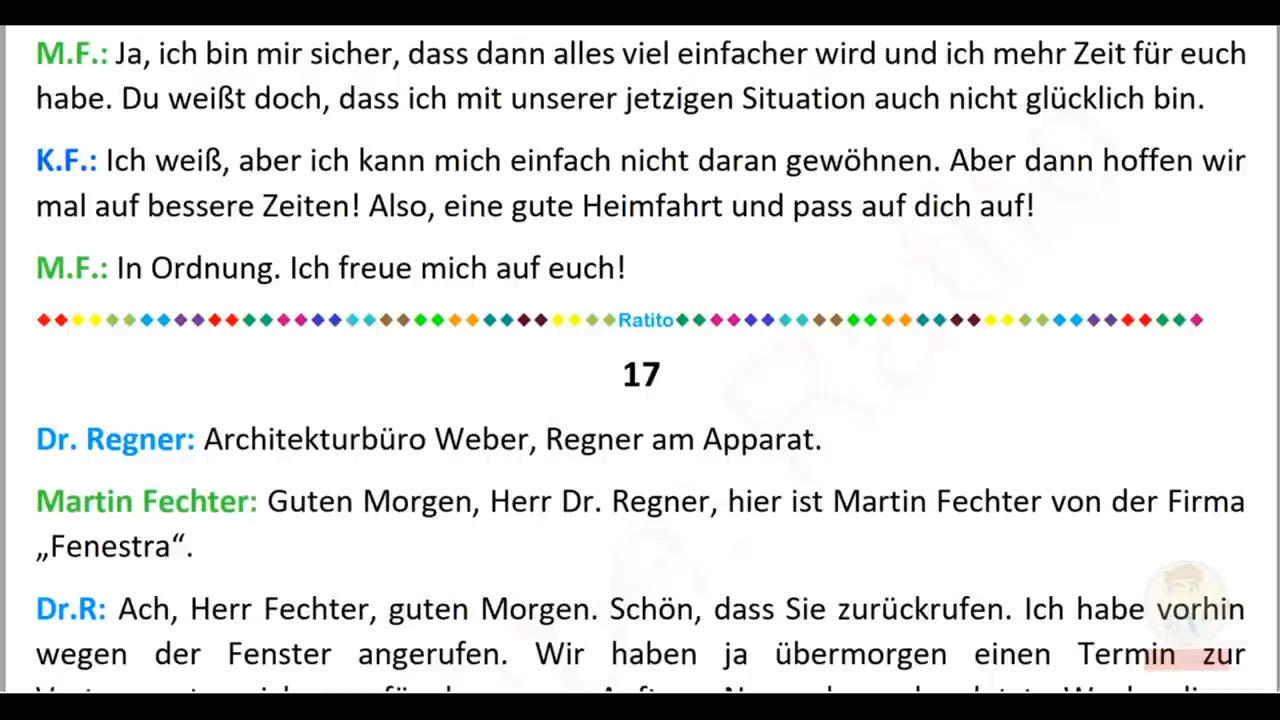 M.F.: Ja, ich bin mir sicher, dass dann alles viel einfacher wird und ich mehr Zeit für euch
habe. Du weißt doch, dass ich mit unserer jetzigen Situation auch nicht glücklich bin.
K.F.: Ich weiß, aber ich kann mich einfach nicht daran gewöhnen. Aber dann hoffen wir
mal auf bessere Zeiten! Also, eine gute Heimfahrt und pass auf dich auf!
M.F.: In Ordnung. Ich freue mich auf euch!
Ratito
17
Dr. Regner: Architekturbüro Weber, Regner am Apparat.
Martin Fechter: Guten Morgen, Herr Dr. Regner, hier ist Martin Fechter von der Firma
„Fenestra“.
Dr.R: Ach, Herr Fechter, guten Morgen. Schön, dass Sie zurückrufen. Ich habe vorhin
wegen der Fenster angerufen. Wir haben ja übermorgen einen Termin zur